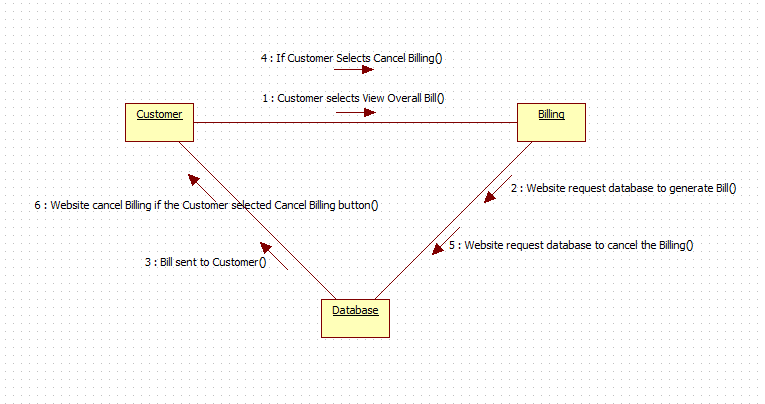 4 : If Customer Selects Cancel Billing()
1 : Customer selects View Overall Bill()
Customer
Billing
2 : Website request database to generate Bill()
6 : Website cancel Billing if the Customer selected Cancel Billing button()
5 : Website request database to cancel the Billing()
3 : Bill sent to Customer()
Database